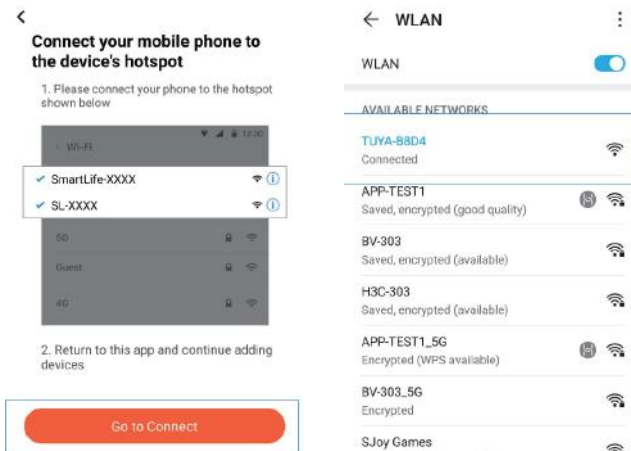 Connect your mobile phone to
the device's hotspot
1. Please connect your phone to the hotspot
shown below
12:30
Wi-Fi
SmartLife-XXXX
SL-XXXX
5G
Guest
4G
2. Return to this app and continue adding
devices
Go to Connect
WLAN
WLAN
AVAILABLE NETWORKS
TUYA-B8D4
Connected
APP-TEST1
Saved, encrypted (good quality)
BV-303
Saved, encrypted (available)
H3C-303
Saved, encrypted (available)
APP-TEST1_5G
Encrypted (WPS available)
BV-303_5G
Encrypted
SJoy Games